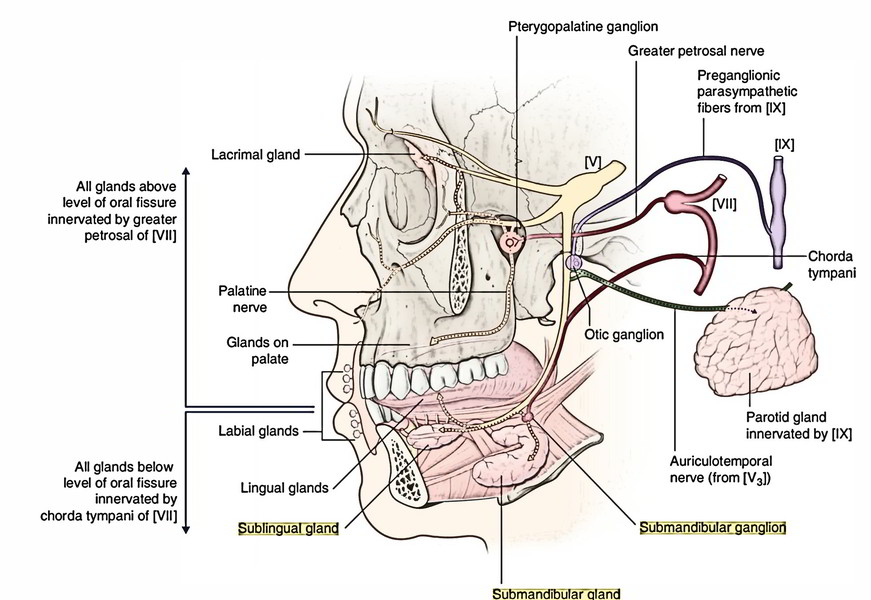 Pterygopalatine ganglion
Greater petrosal nerve
Preganglionic
parasympathetic
fibers from [IX]
[IX]
[V]
Lacrimal gland
[VII]
All glands above
level of oral fissure
innervated by greater
petrosal of [VII]
Chorda
tympani
Palatine
nerve
Otic ganglion
Glands on
palate
Parotid gland
innervated by [IX]
Labial glands
Auriculotemporal
nerve (from [V3])
All glands below
level of oral fissure
innervated by
chorda tympani of [VII]
Lingual glands
Sublingual gland
Submandibular ganglion
Submandibular gland